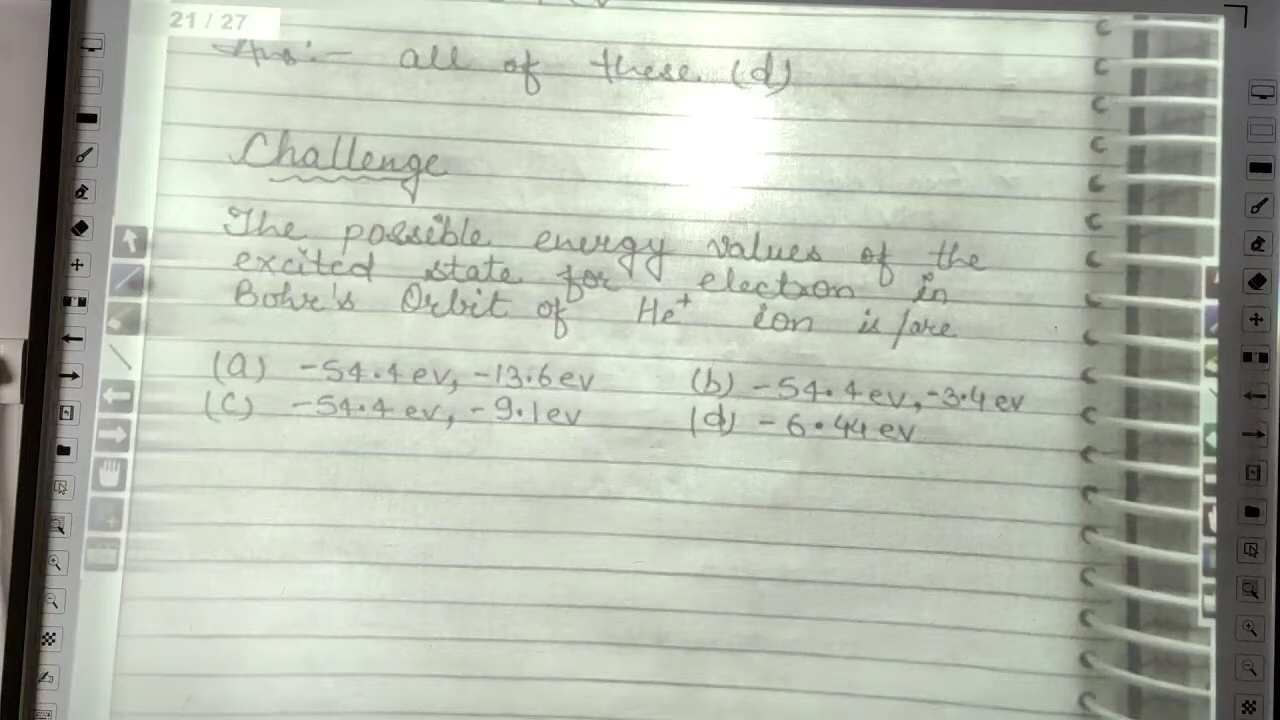 21 / 27
Ans:- all of these (d)
Challenge
The possible energy values of the
excited state for electron in
Bohr's Orbit of He+ ion is/are
(a) -54.4 ev, -13.6 ev (b) -54.4 ev, -3.4 ev
(c) -54.4 ev, -9.1 ev (d) -6.44 ev